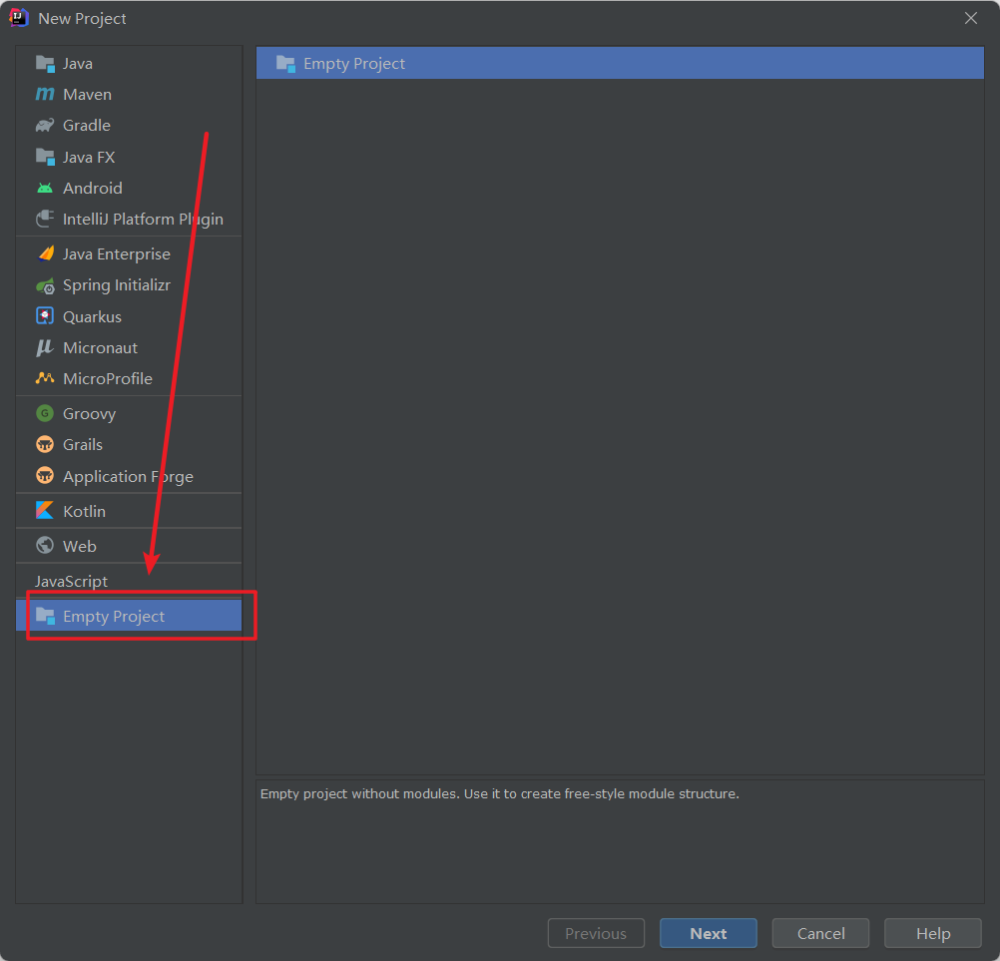 New Project
Java
Maven
Gradle
Java FX
Android
IntelliJ Platform Plugin
Java Enterprise
Spring Initializr
Quarkus
Micronaut
MicroProfile
Groovy
Grails
Application Forge
Kotlin
Web
JavaScript
Empty Project
Empty Project
Empty project without modules. Use it to create free-style module structure.
Previous
Next
Cancel
Help